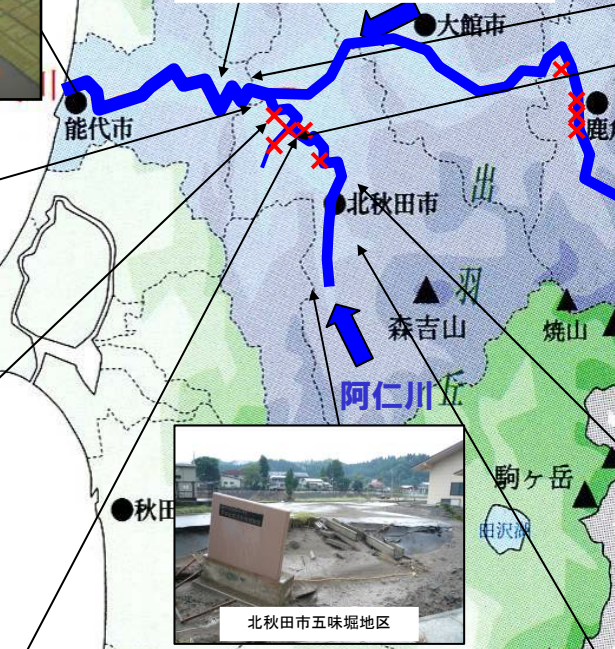 大館市
川
能代市
鹿
北秋田市
出
羽
丘
森吉山
焼山
阿仁川
駒ヶ岳
秋田
田沢湖
北秋田市五味堀地区